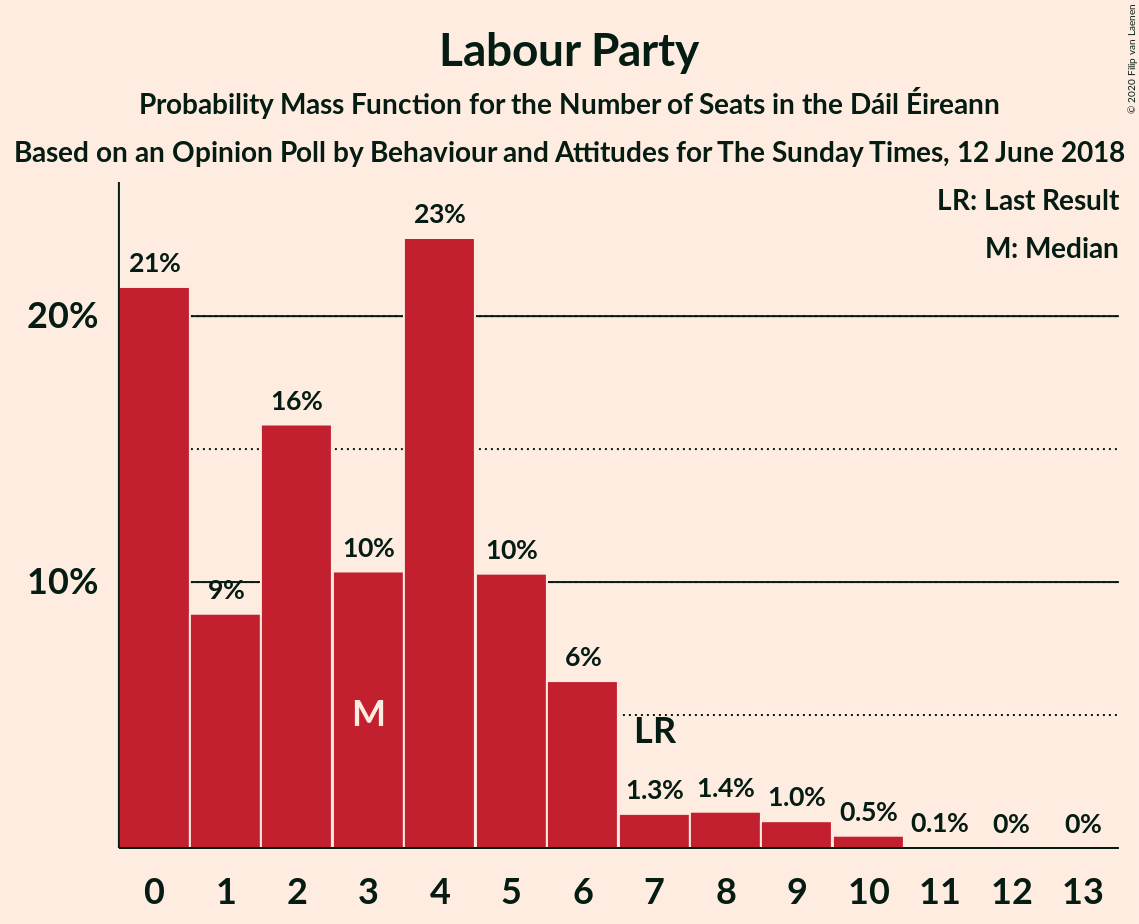 Labour Party
Probability Mass Function for the Number of Seats in the Dáil Éireann
Based on an Opinion Poll by Behaviour and Attitudes for The Sunday Times, 12 June 2018
© 2020 Filip van Laenen
LR: Last Result
M: Median
20%
10%
21%
9%
16%
10%
23%
10%
6%
1.3%
1.4%
1.0%
0.5%
0.1%
0%
0%
M
LR
0 1 2 3 4 5 6 7 8 9 10 11 12 13